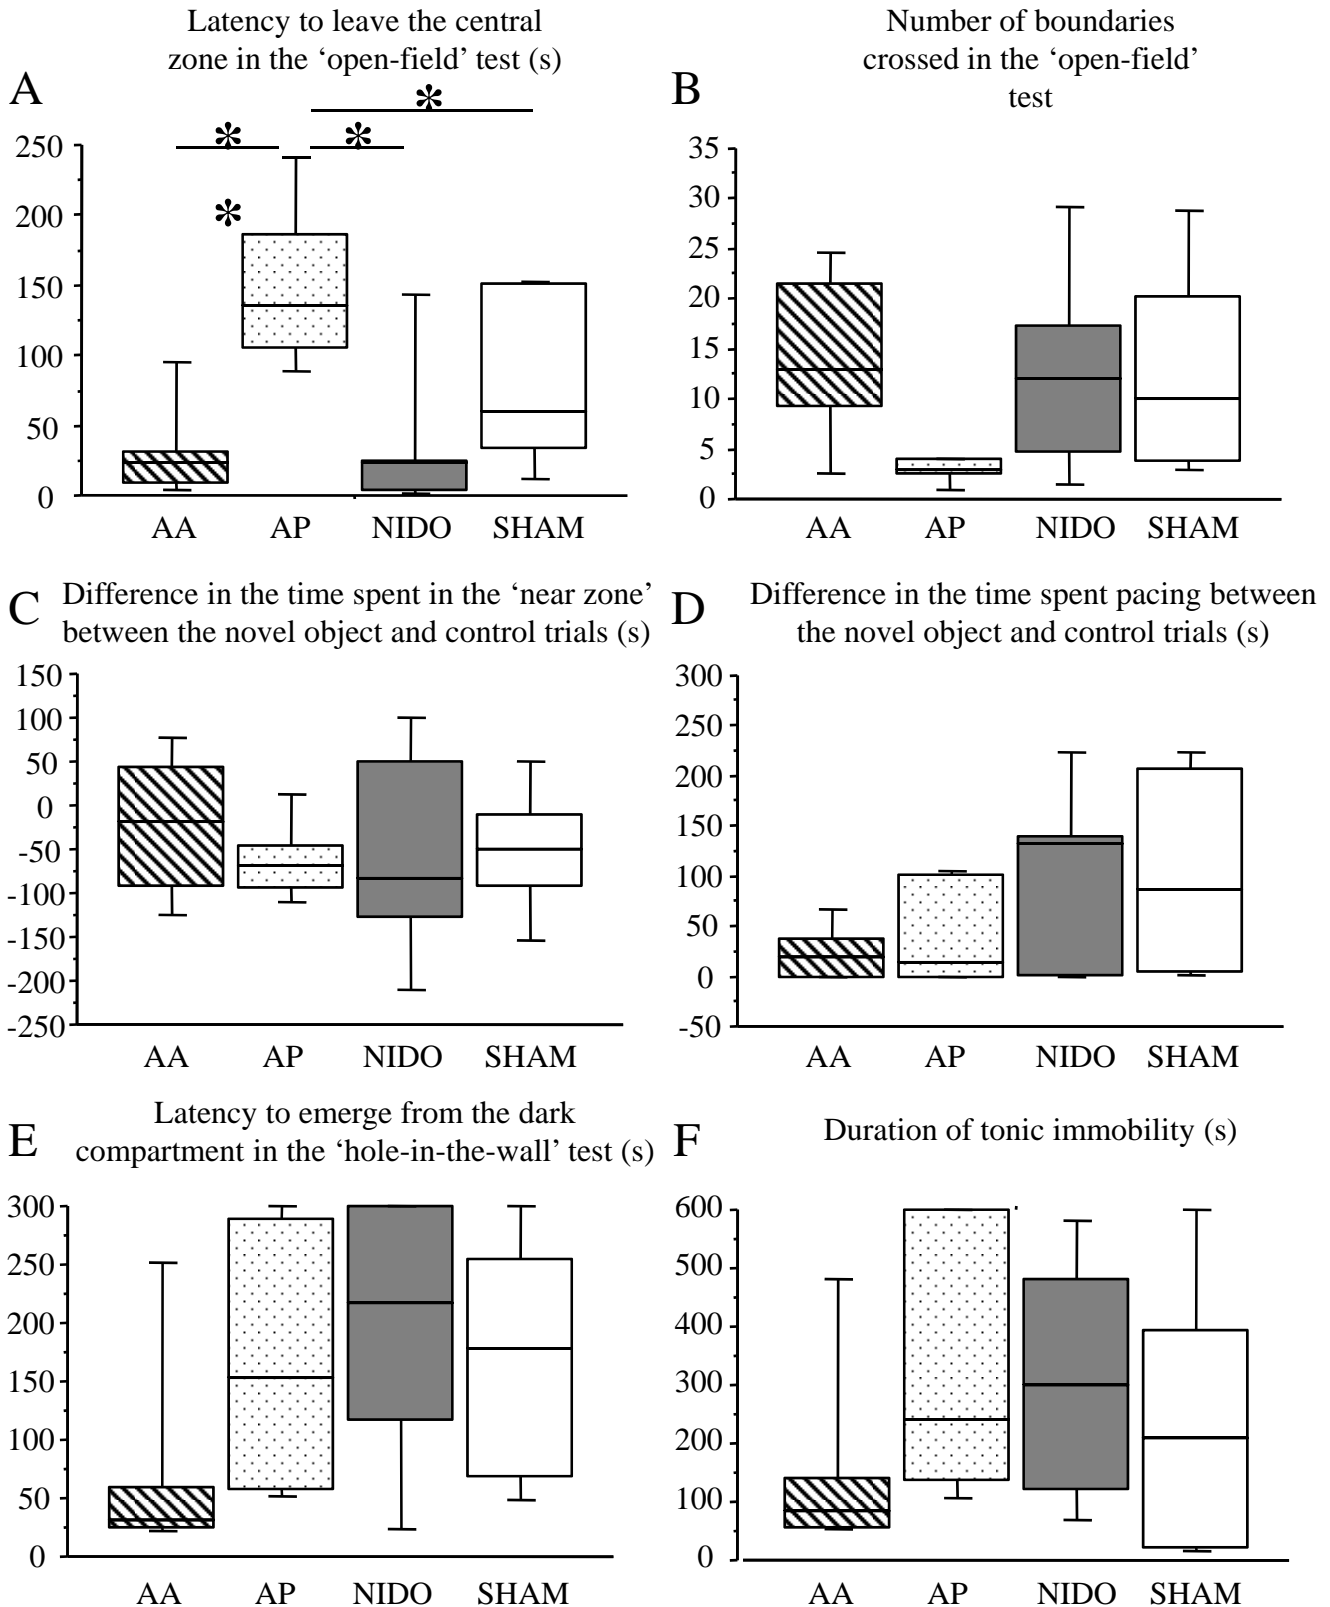 Latency to leave the central
zone in the ‘open-field’ test (s)
A
*
*
*
*
250
200
150
100
50
0
AA AP NIDO SHAM
Number of boundaries
crossed in the ‘open-field’
test
B
35
30
25
20
15
10
5
0
AA AP NIDO SHAM
C
Difference in the time spent in the ‘near zone’
between the novel object and control trials (s)
150
100
50
0
-50
-100
-150
-200
-250
AA AP NIDO SHAM
D
Difference in the time spent pacing between
the novel object and control trials (s)
300
250
200
150
100
50
0
-50
AA AP NIDO SHAM
E
Latency to emerge from the dark
compartment in the ‘hole-in-the-wall’ test (s)
300
250
200
150
100
50
0
AA AP NIDO SHAM
F
Duration of tonic immobility (s)
600
500
400
300
200
100
0
AA AP NIDO SHAM